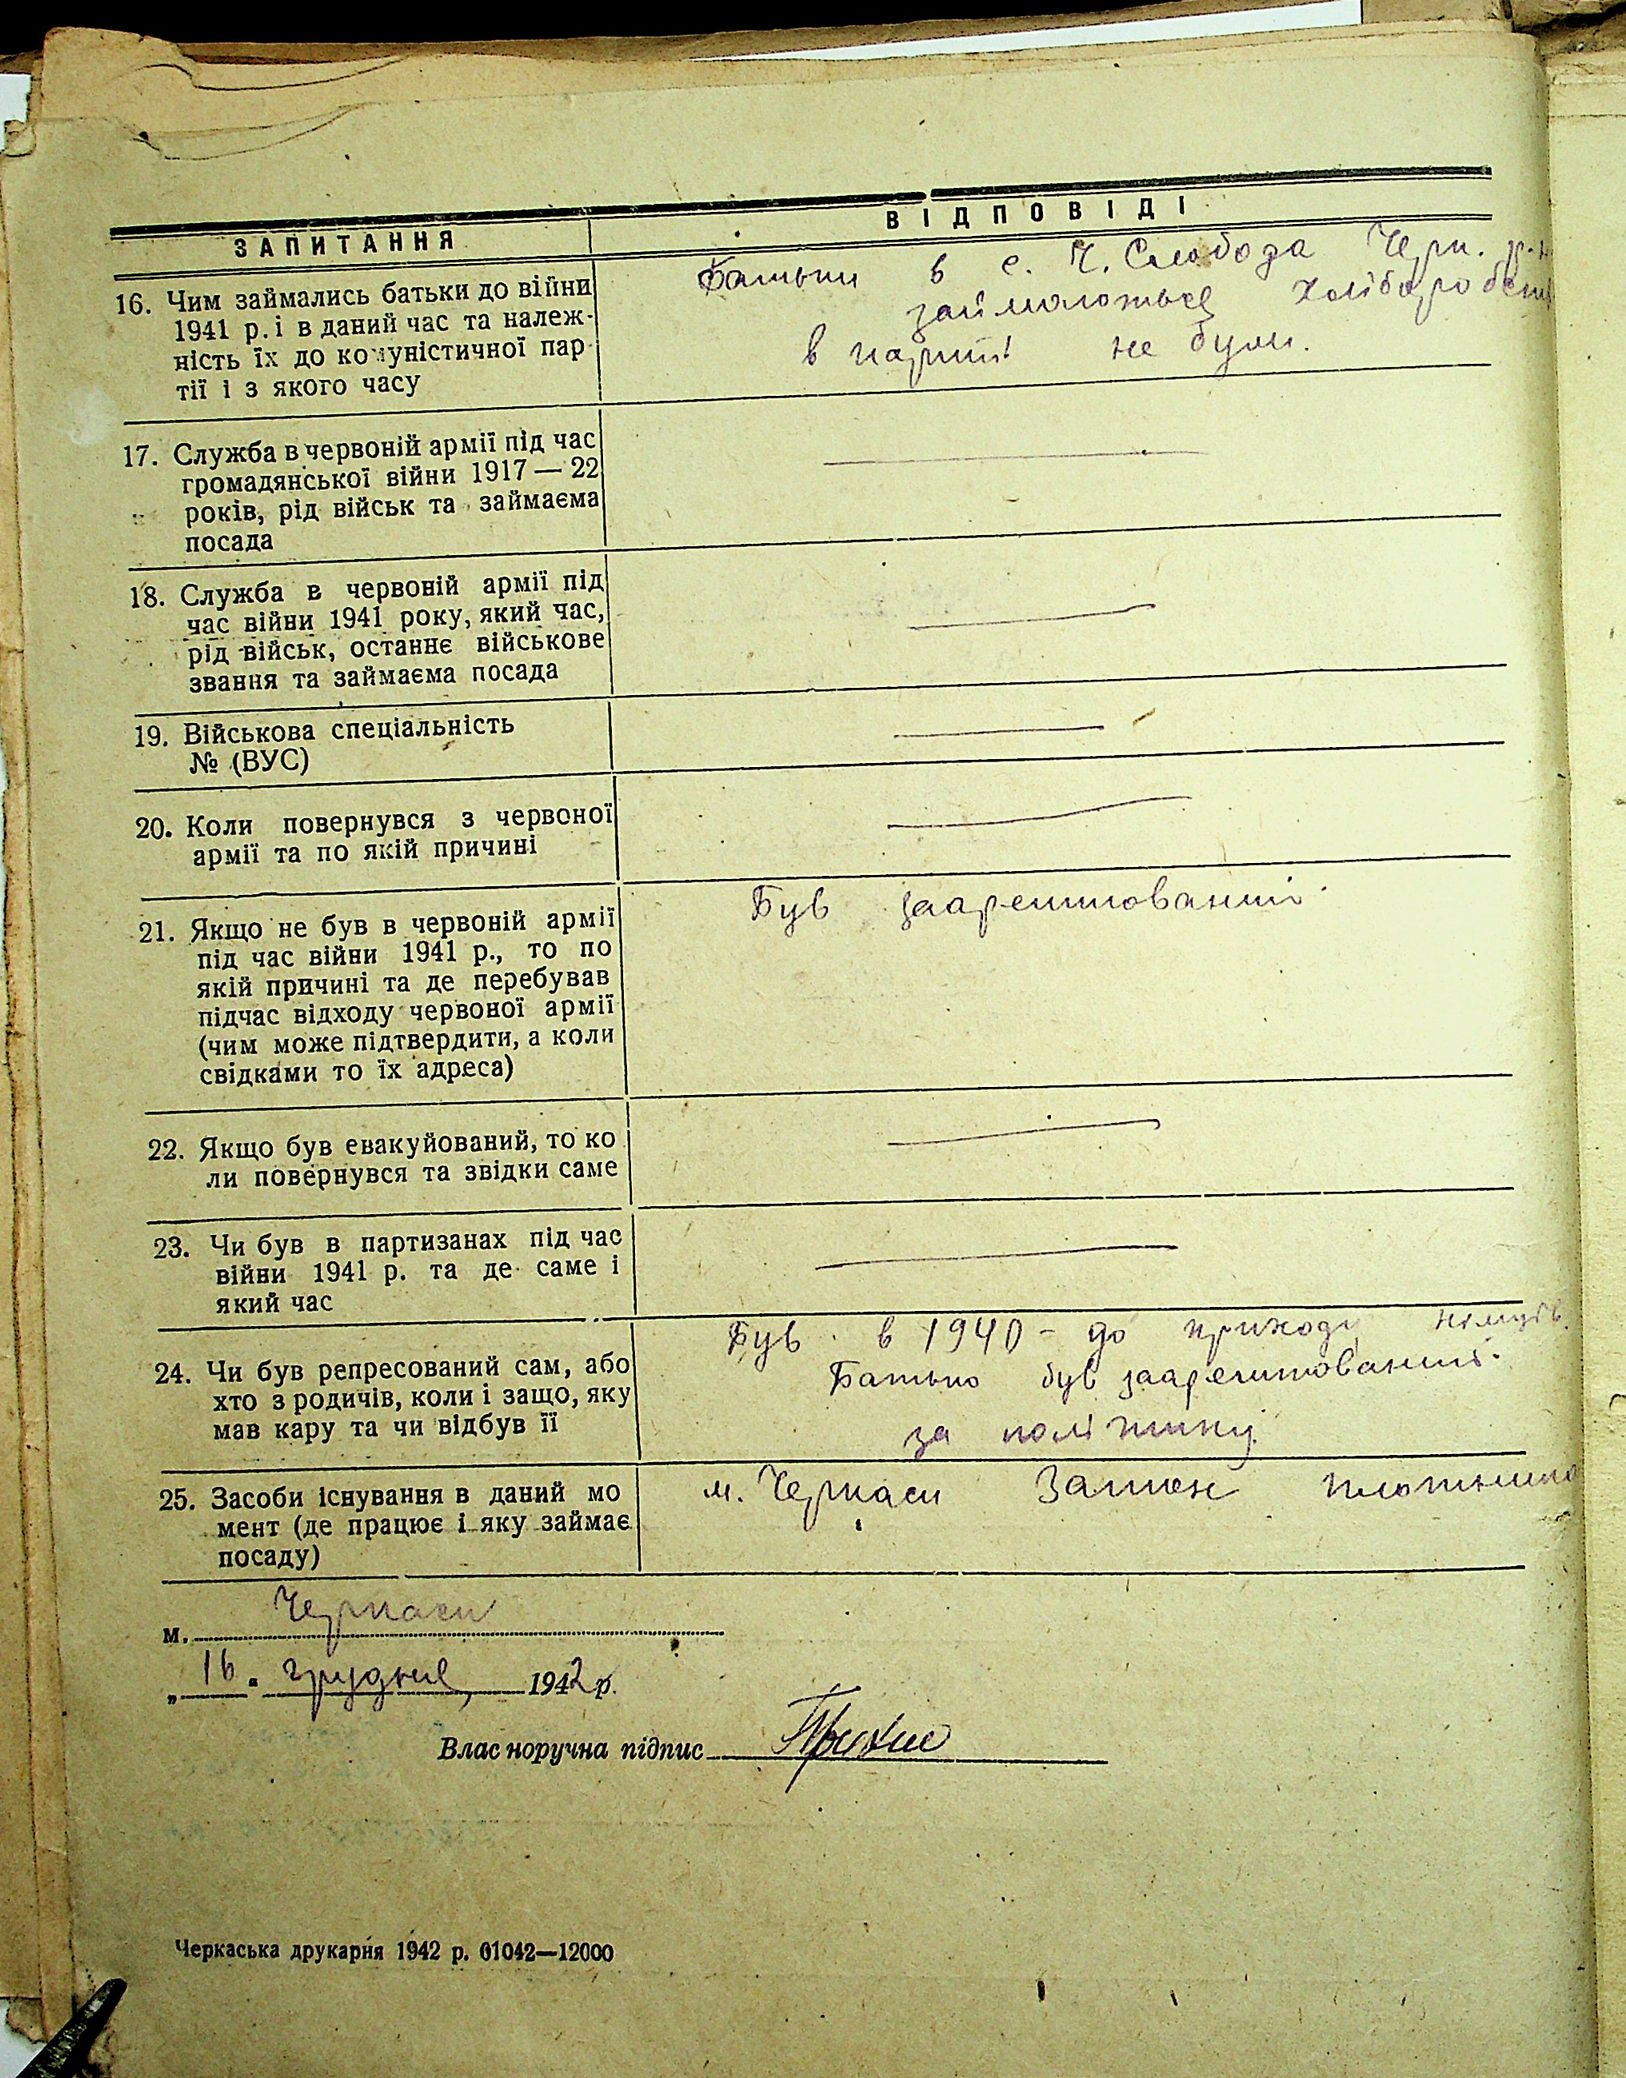 ЗАПИТАННЯ
ВІДПОВІДІ
16. Чим займались батьки до війни
1941 р. і в даний час та належ-
ність їх до комуністичної пар
тії і з якого часу
Батьки в с. Ч. Слобода Черк. р-н
займаються хліборобст
в партії не були.
17. Служба в червоній армії під час
громадянської війни 1917—22
років, рід військ та займаєма
посада
18. Служба в червоній армії під
час війни 1941 року, який час,
рід військ, останнє військове
звання та займаєма посада
19. Військова спеціальність
№ (ВУС)
20. Коли повернувся з червоної
армії та по якій причині
21. Якщо не був в червоній армії
під час війни 1941 р., то по
якій причині та де перебував
підчас відходу червоної армії
(чим може підтвердити, а коли
свідками то їх адреса)
Був заарештований
22. Якщо був евакуйований, то ко
ли повернувся та звідки саме
23. Чи був в партизанах під час
війни 1941 р. та де саме і
який час
24. Чи був репресований сам, або
хто з родичів, коли і защо, яку
мав кару та чи відбув її
Був в 1940 - до приходу німців.
Батько був заарештований
за політику
25. Засоби існування в даний мо
мент (де працює і яку займає
посаду)
м. Черкаси
м. Черкаси
„16“ грудня 1942 р.
Власноручна підпис
Черкаська друкарня 1942 р. 01042—12000